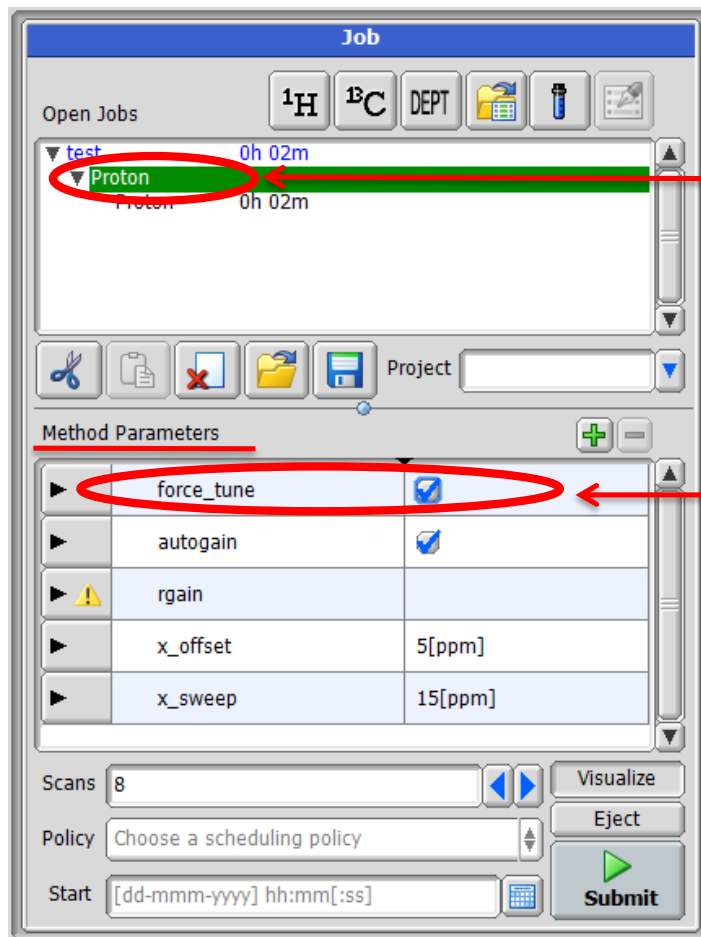 Job
Open Jobs ¹H ¹³C DEPT
test 0h 02m
Proton
Proton 0h 02m
Project
Method Parameters
force_tune
autogain
rgain
x_offset 5[ppm]
x_sweep 15[ppm]
Scans 8 Visualize
Policy Choose a scheduling policy Eject
Start [dd-mmm-yyyy] hh:mm[:ss] Submit